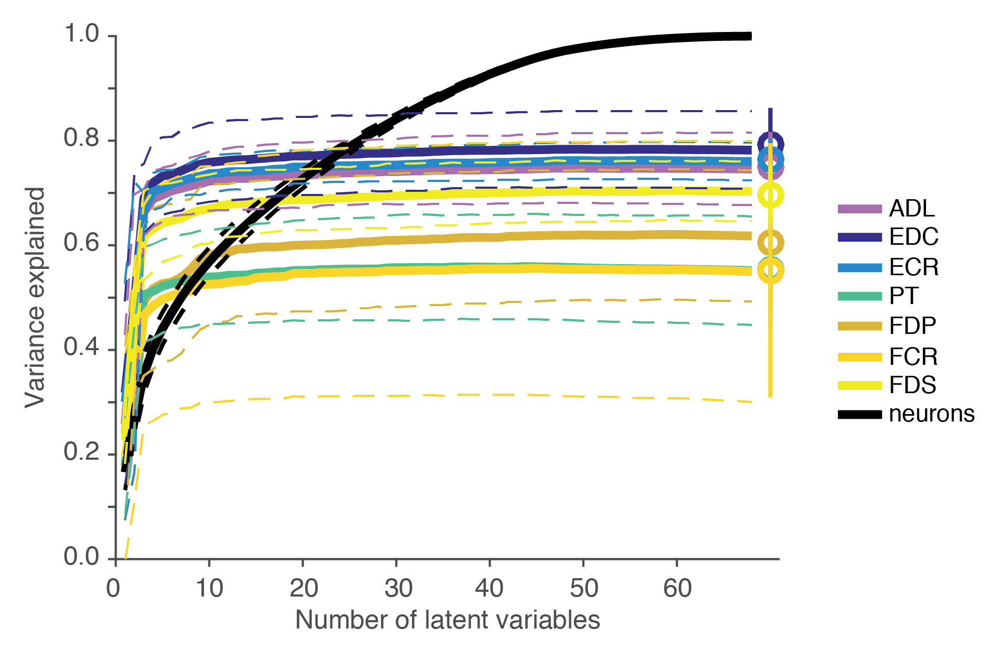 1.0
0.8
0.6
0.4
0.2
0.0
Variance explained
0 10 20 30 40 50 60
Number of latent variables
ADL
EDC
ECR
PT
FDP
FCR
FDS
neurons